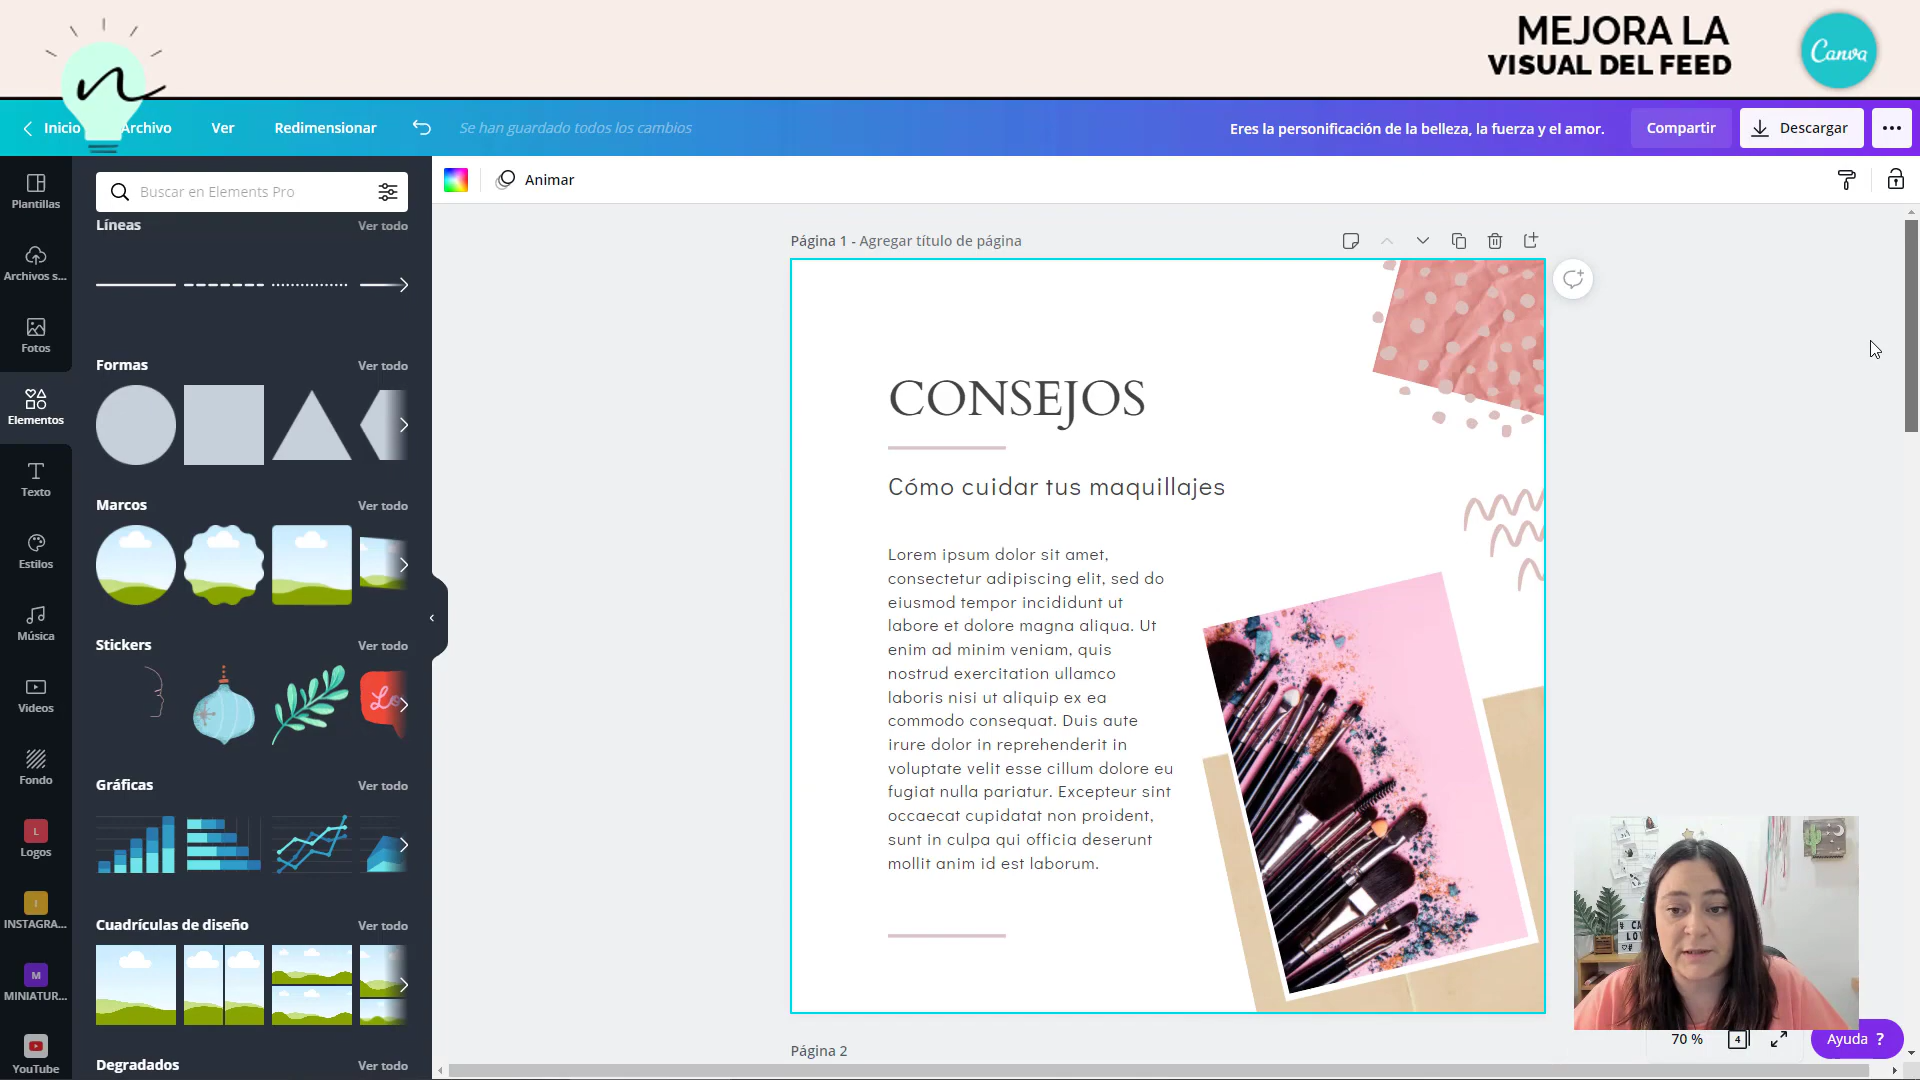 MEJORA LA
VISUAL DEL FEED
Canva
Inicio
Archivo
Ver
Redimensionar
Se han guardado todos los cambios
Eres la personificación de la belleza, la fuerza y el amor.
Compartir
Descargar
Plantillas
Archivos s...
Fotos
Elementos
Texto
Estilos
Música
Videos
Fondo
L
Logos
I
INSTAGRA...
M
MINIATUR...
YouTube
Buscar en Elements Pro
Líneas
Ver todo
Formas
Ver todo
Marcos
Ver todo
Stickers
Ver todo
Lo
Gráficas
Ver todo
Cuadrículas de diseño
Ver todo
Degradados
Ver todo
Animar
Página 1 - Agregar título de página
CONSEJOS
Cómo cuidar tus maquillajes
Lorem ipsum dolor sit amet,
consectetur adipiscing elit, sed do
eiusmod tempor incididunt ut
labore et dolore magna aliqua. Ut
enim ad minim veniam, quis
nostrud exercitation ullamco
laboris nisi ut aliquip ex ea
commodo consequat. Duis aute
irure dolor in reprehenderit in
voluptate velit esse cillum dolore eu
fugiat nulla pariatur. Excepteur sint
occaecat cupidatat non proident,
sunt in culpa qui officia deserunt
mollit anim id est laborum.
Página 2
70 %
4
Ayuda ?